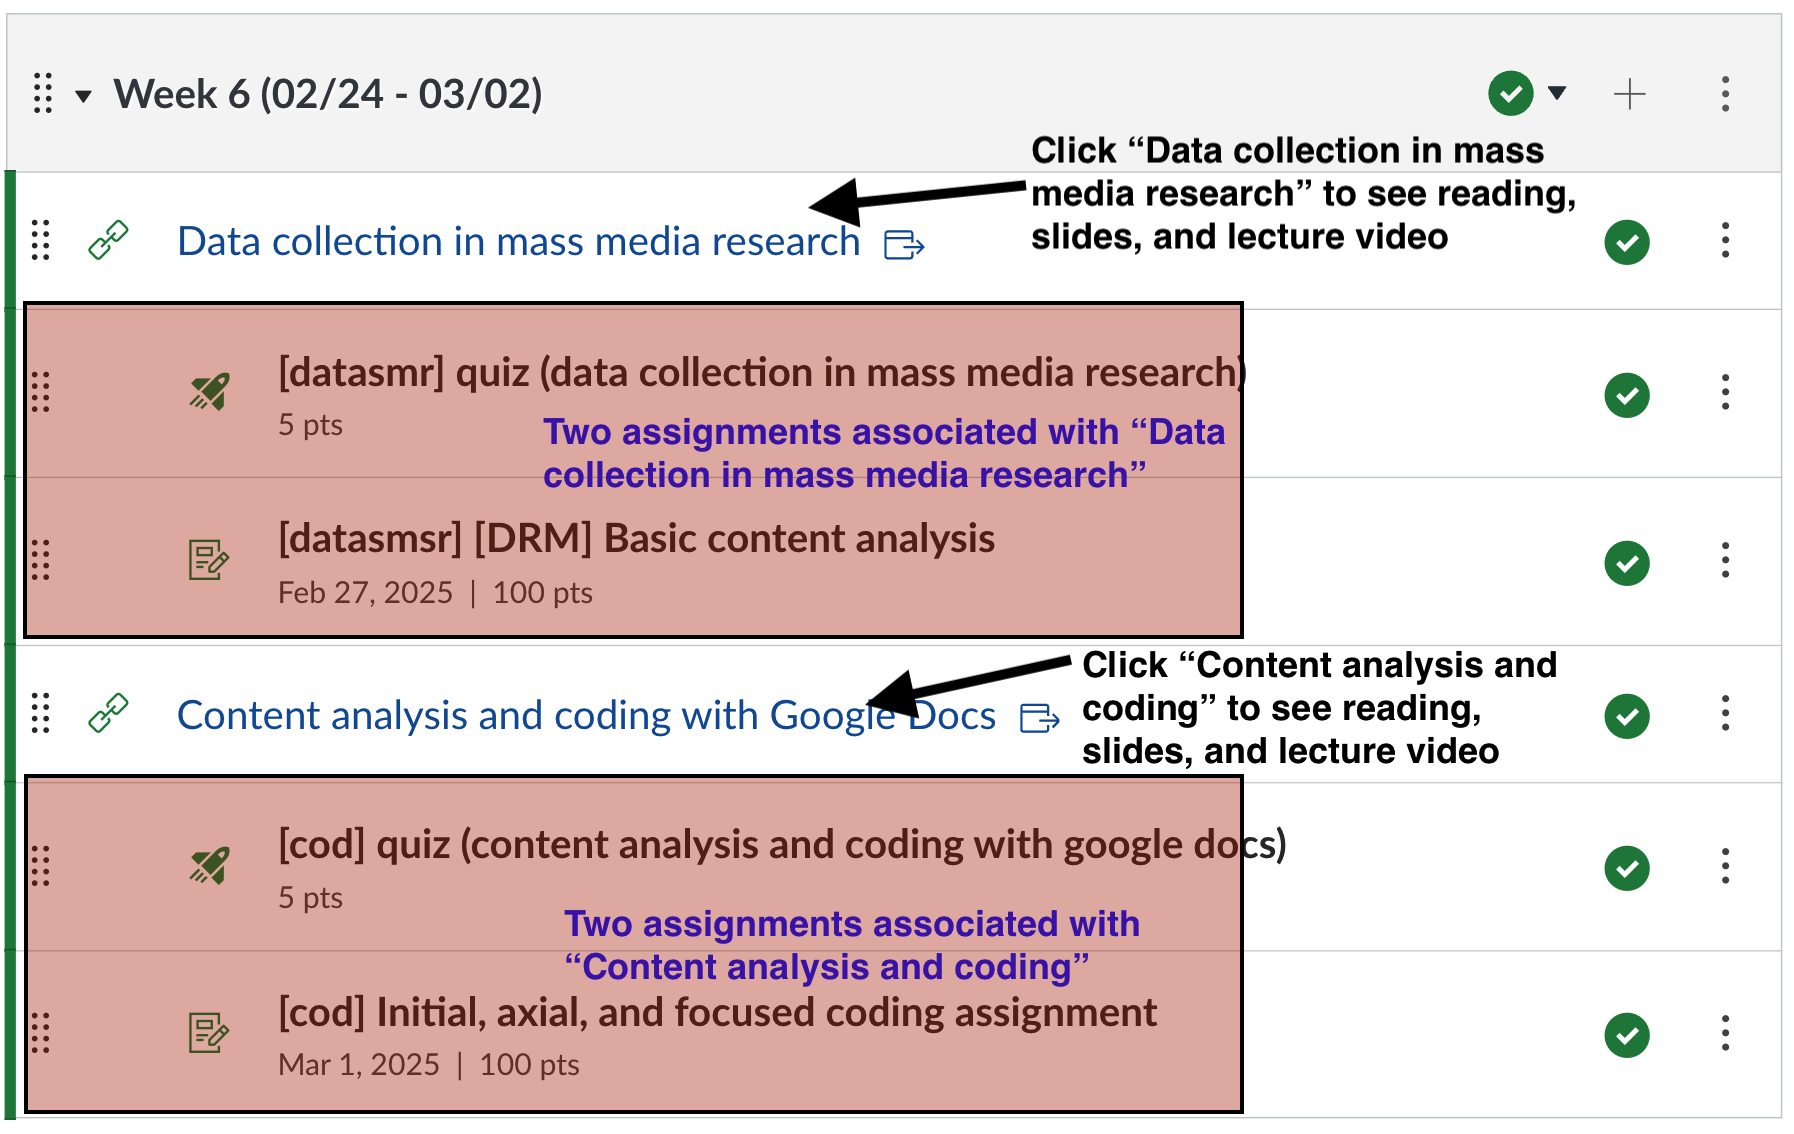 Week 6 (02/24 - 03/02)
Click “Data collection in mass
media research” to see reading,
slides, and lecture video
Data collection in mass media research
[datasmr] quiz (data collection in mass media research)
5 pts
Two assignments associated with “Data
collection in mass media research”
[datasmsr] [DRM] Basic content analysis
Feb 27, 2025 | 100 pts
Click “Content analysis and
coding” to see reading,
slides, and lecture video
Content analysis and coding with Google Docs
[cod] quiz (content analysis and coding with google docs)
5 pts
Two assignments associated with
“Content analysis and coding”
[cod] Initial, axial, and focused coding assignment
Mar 1, 2025 | 100 pts